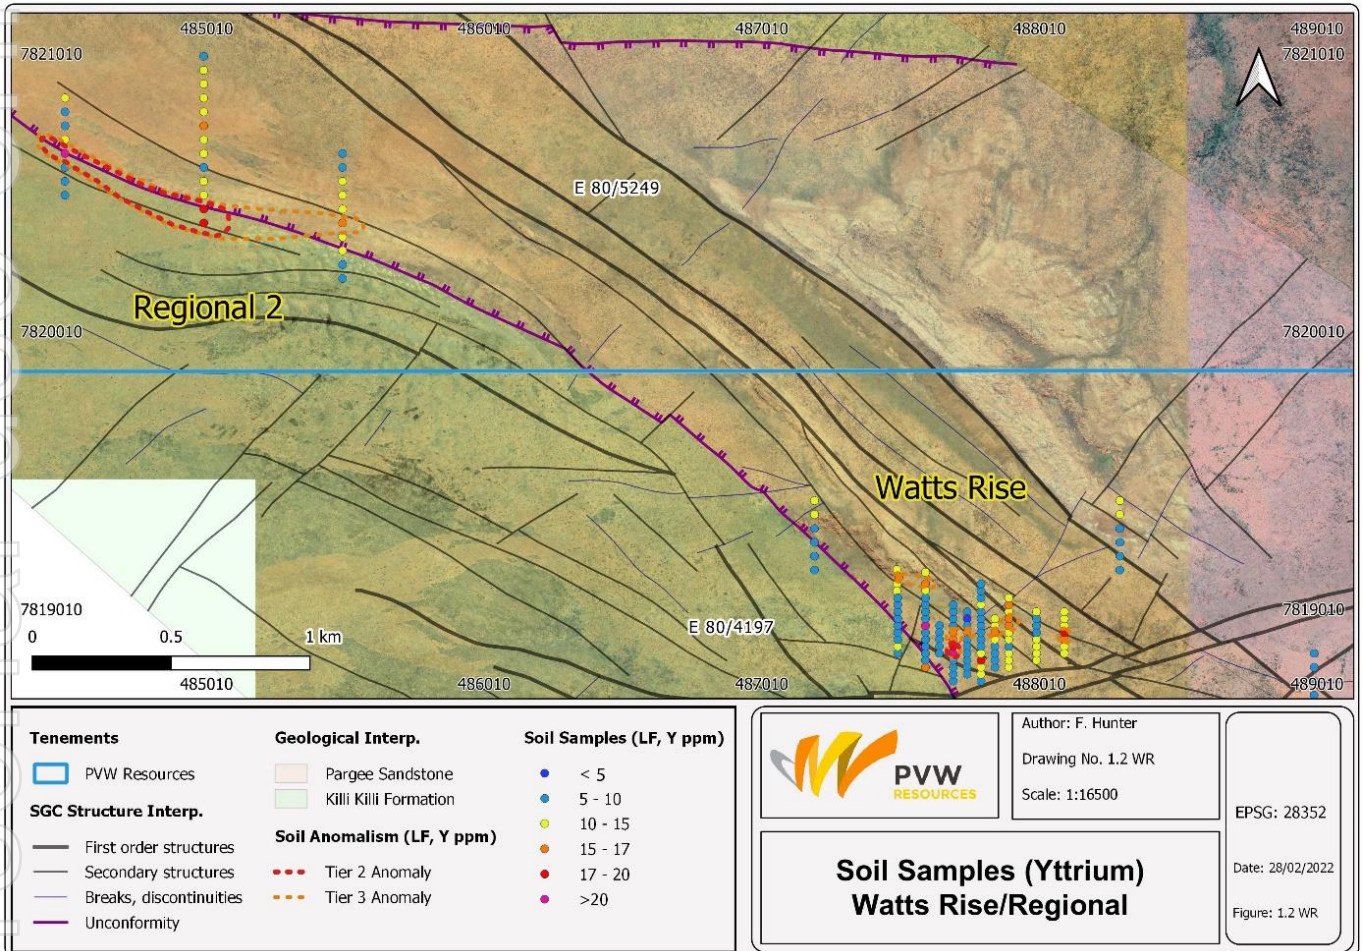 485010
486010
487010
488010
489010
7821010
7821010
E 80/5249
Regional 2
7820010
7820010
Watts Rise
E 80/4197
7819010
7819010
0
0.5
1 km
485010
486010
487010
488010
489010
Tenements
PVW Resources
SGC Structure Interp.
First order structures
Secondary structures
Breaks, discontinuities
Unconformity
Geological Interp.
Pargee Sandstone
Killi Killi Formation
Soil Anomalism (LF, Y ppm)
Tier 2 Anomaly
Tier 3 Anomaly
Soil Samples (LF, Y ppm)
< 5
5 - 10
10 - 15
15 - 17
17 - 20
>20
PVW
RESOURCES
Author: F. Hunter
Drawing No. 1.2 WR
Scale: 1:16500
Soil Samples (Yttrium)
Watts Rise/Regional
EPSG: 28352
Date: 28/02/2022
Figure: 1.2 WR